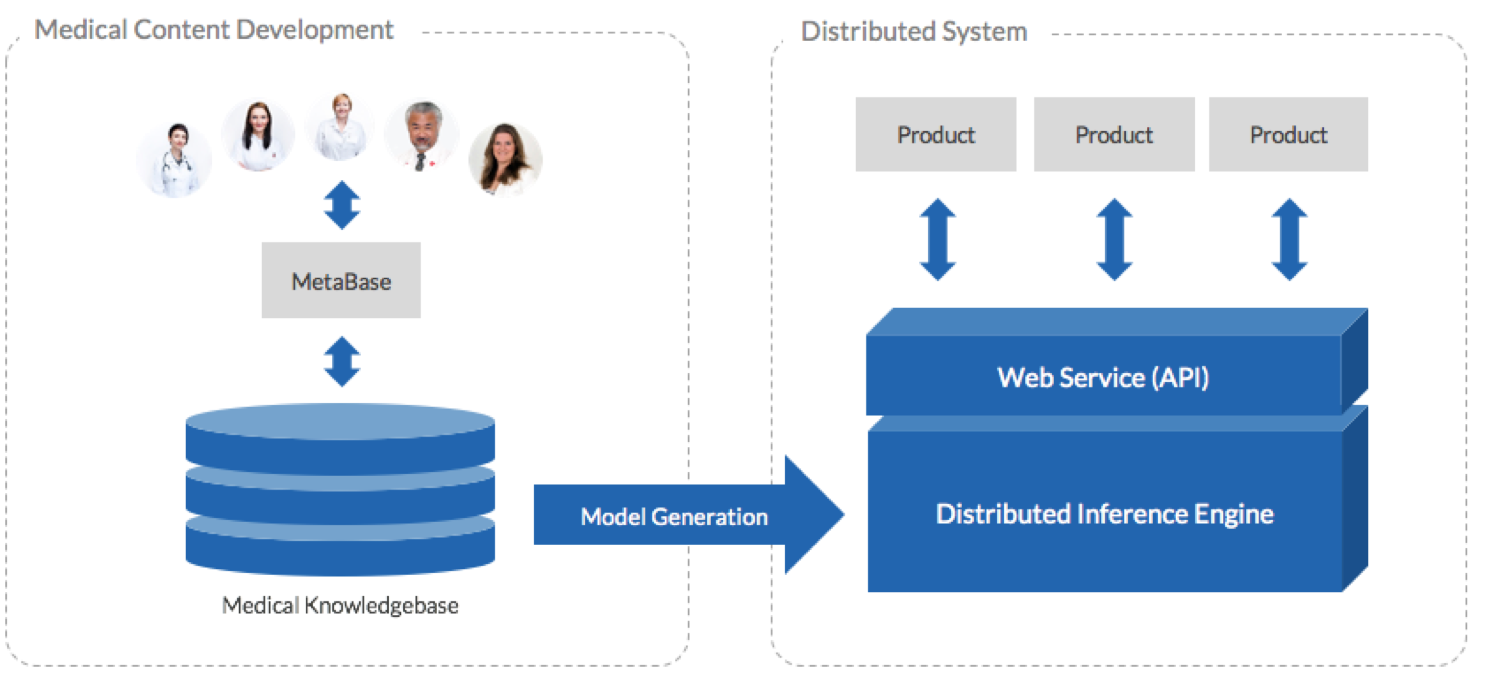 Medical Content Development
MetaBase
Medical Knowledgebase
Model Generation
Distributed System
Product
Product
Product
Web Service (API)
Distributed Inference Engine